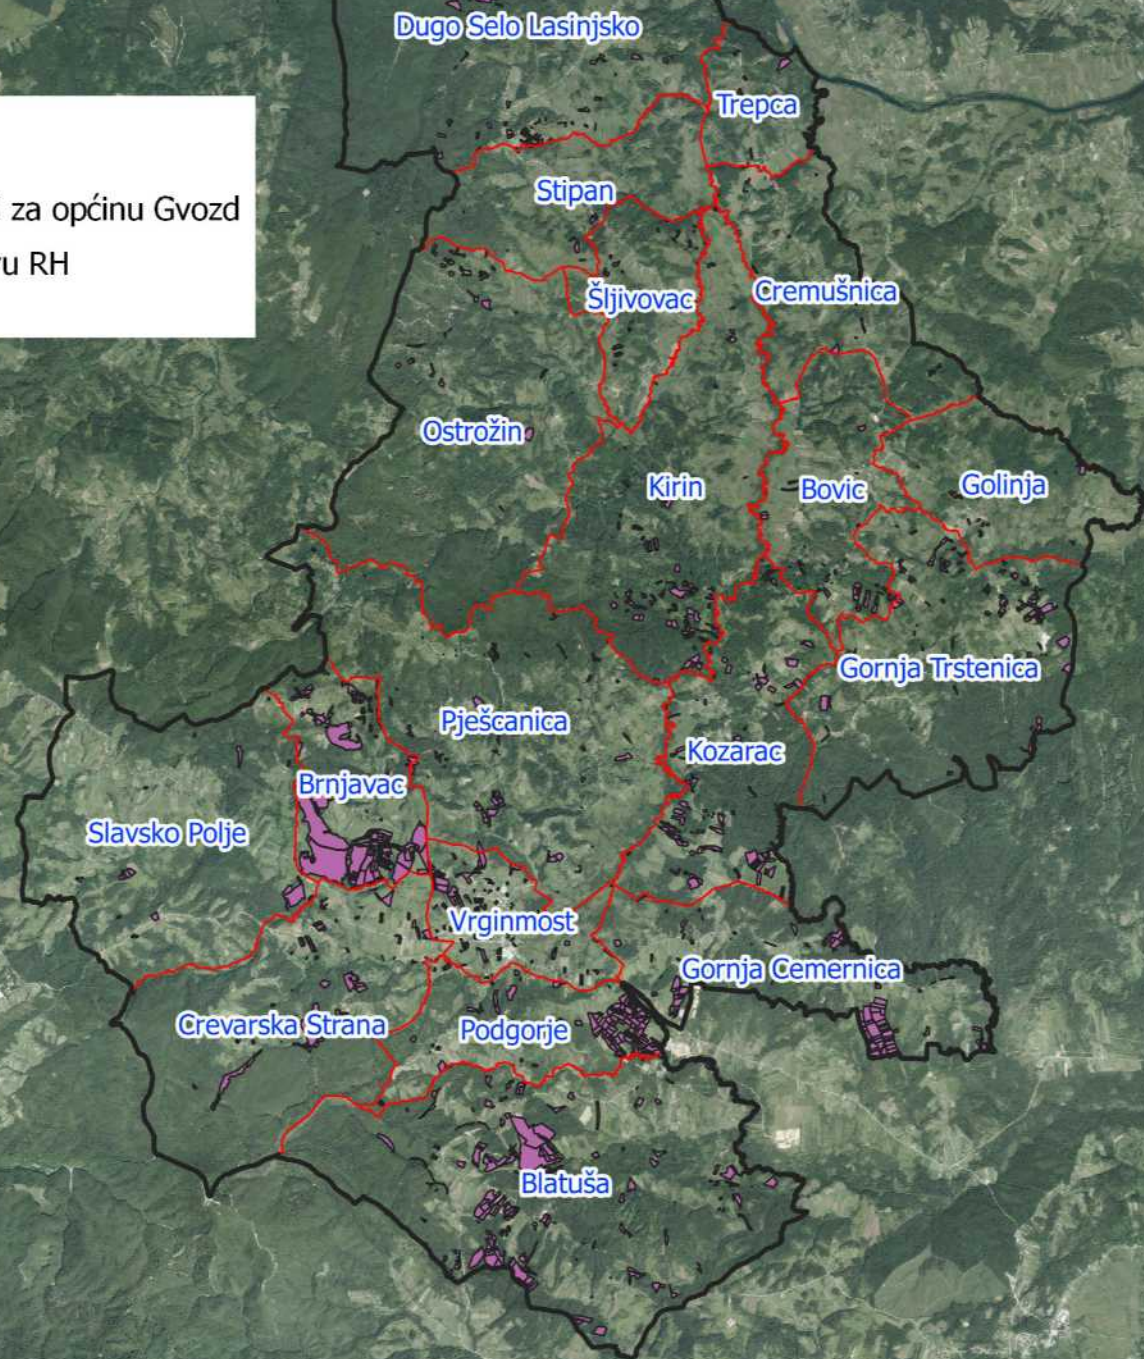 Dugo Selo Lasinjsko
Trepca
za općinu Gvozd
Stipan
RH
Šljivovac
Cremušnica
Ostrožin
Kirin
Bovic
Golinja
Gornja Trstenica
Pješcanica
Kozarac
Brnjavac
Slavsko Polje
Vrginmost
Gornja Cemernica
Crevarska Strana
Podgorje
Blatuša